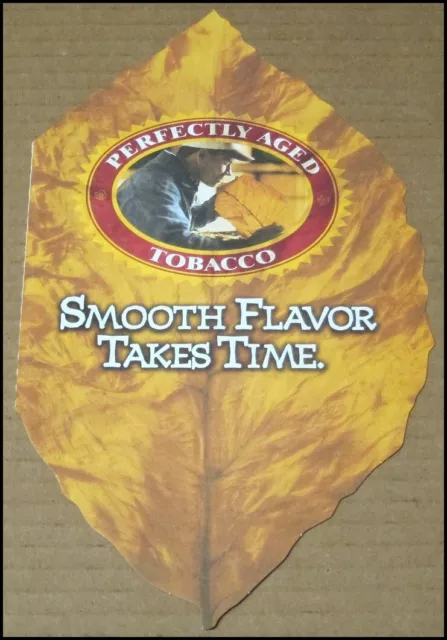 PERFECTLY AGED
TOBACCO
SMOOTH FLAVOR
TAKES TIME.